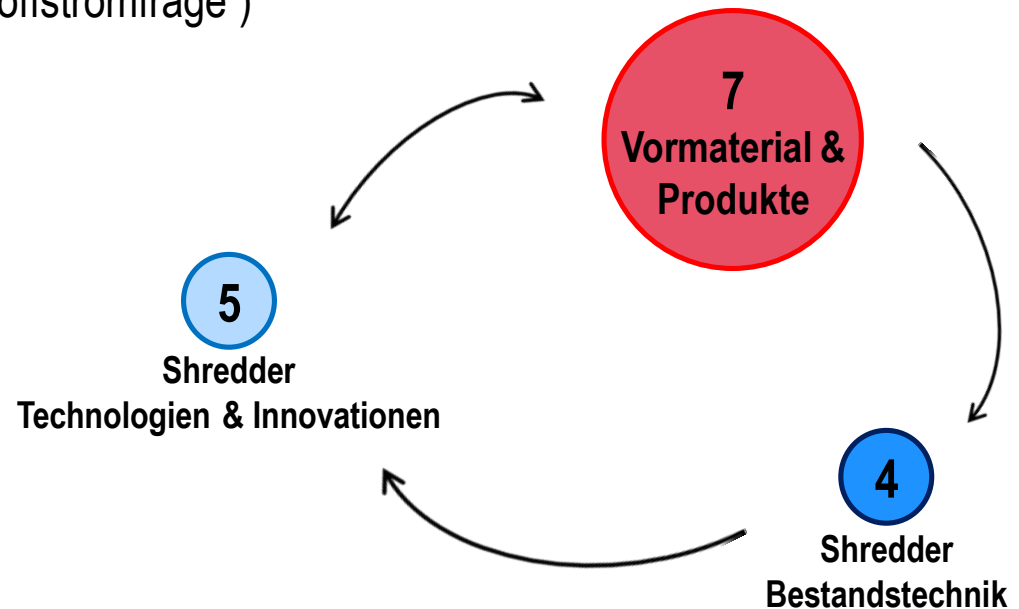 7
Vormaterial &
Produkte
5
Shredder
Technologien & Innovationen
4
Shredder
Bestandstechnik